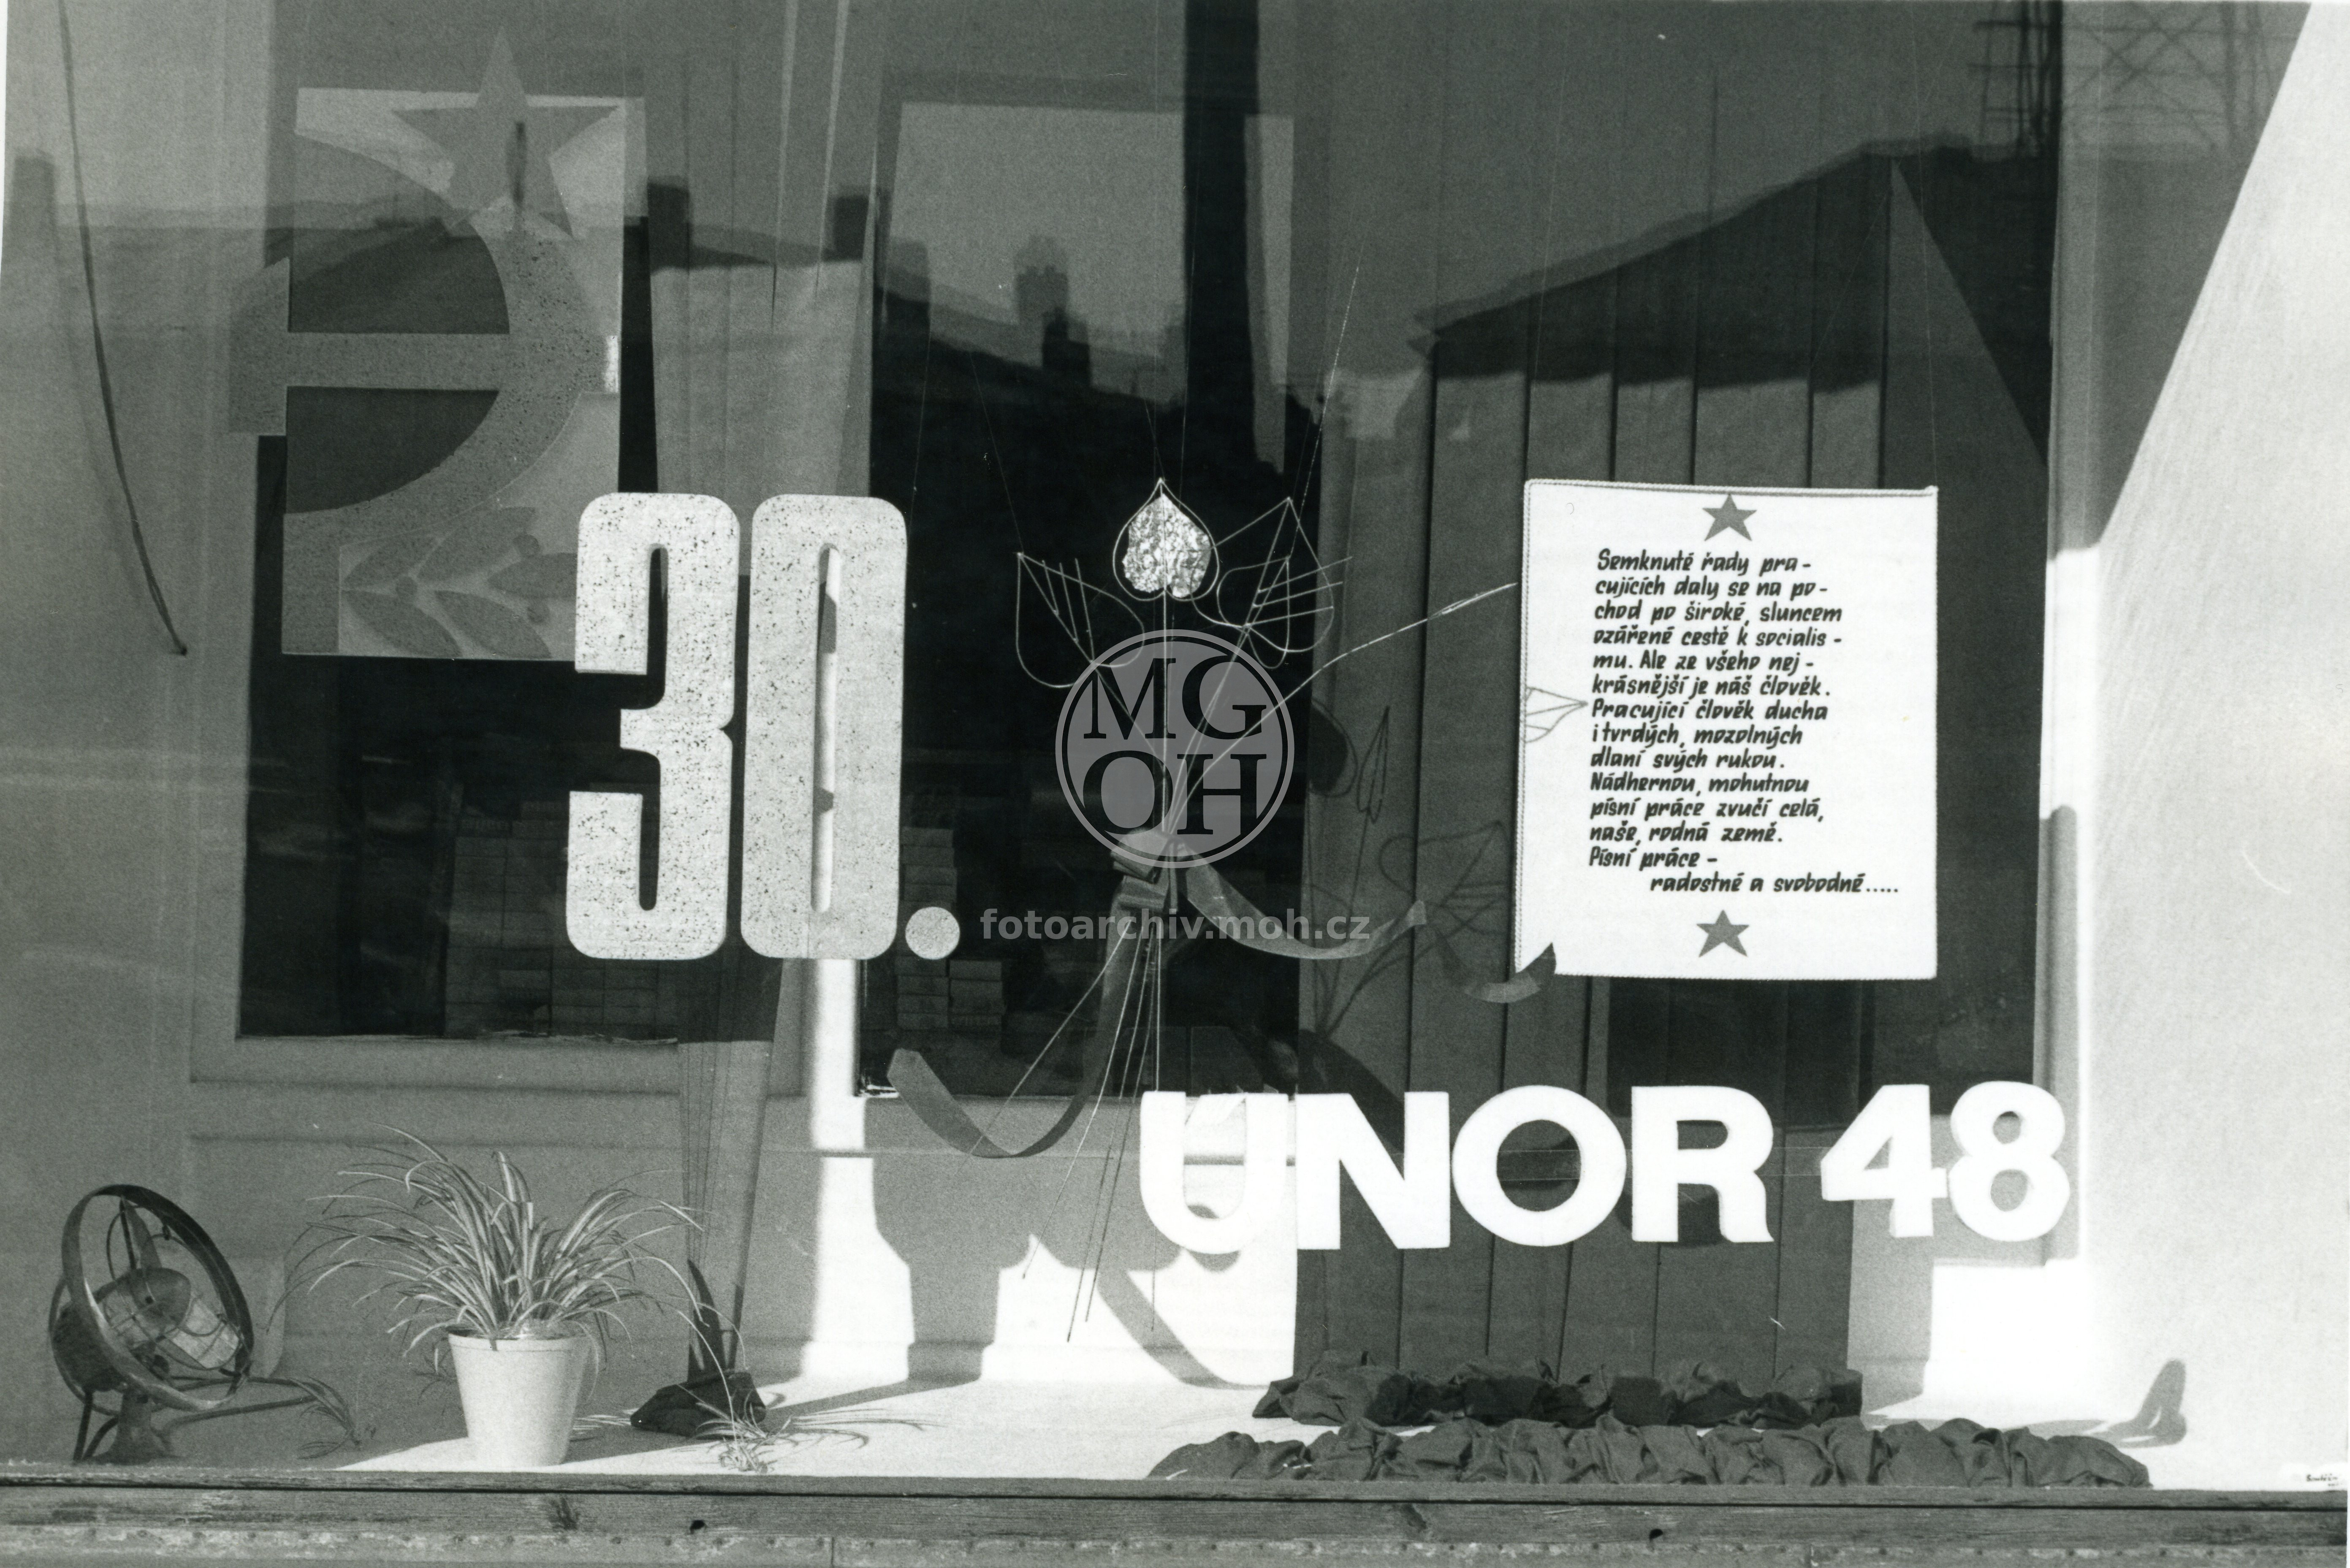 30.
Semknuté řady pra-
cujících daly se na po-
chod po široké, sluncem
ozářené cestě k socialis-
mu. Ale ze všeho nej-
krásnější je náš člověk.
Pracující člověk ducha
i tvrdých, mozolných
dlaní svých rukou.
Nádhernou, mohutnou
písní práce zvučí celá,
naše, rodná země.
Písní práce -
radostné a svobodné.....
MG
OH
fotoarchiv.moh.cz
UNOR 48